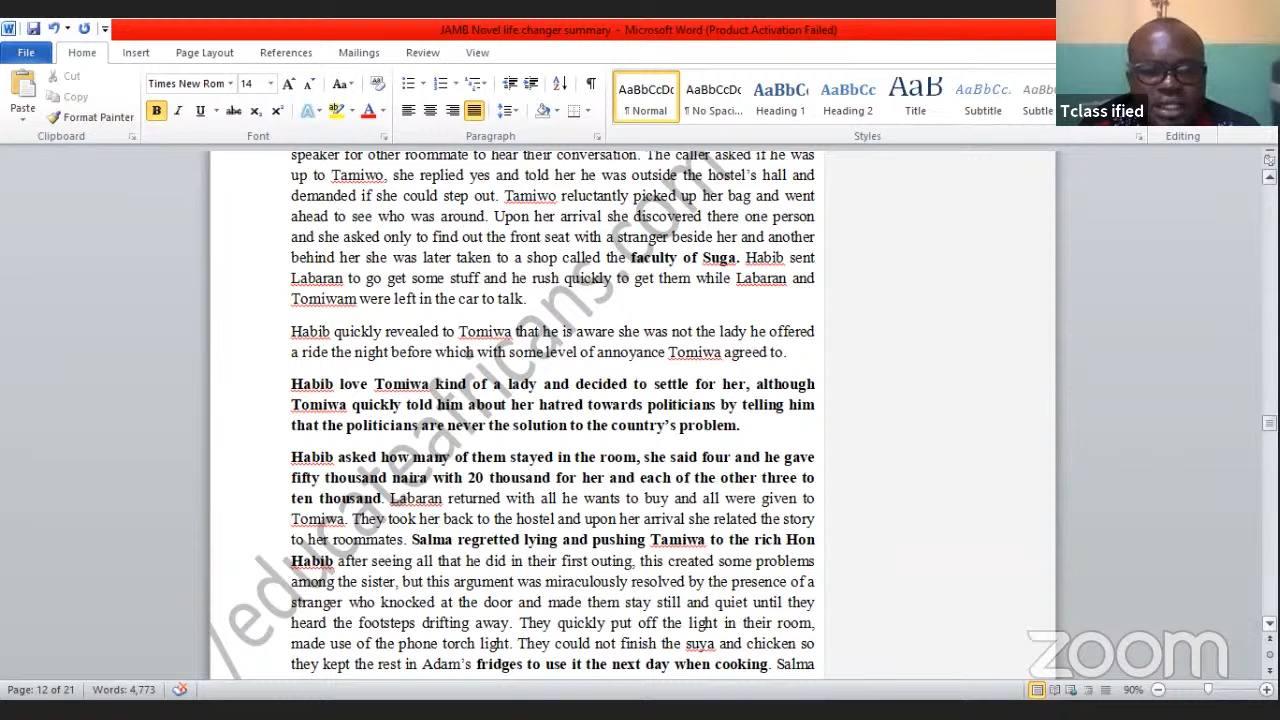 JAMB Novel life changer summary - Microsoft Word (Product Activation Failed)
File Home Insert Page Layout References Mailings Review View
Cut
Copy
Paste
Format Painter
Times New Rom 14
AaBbCcDc AaBbCcDc AaBbC AaBbCc AaB AaBbCc.
¶ Normal ¶ No Spaci... Heading 1 Heading 2 Title Subtitle Subtle
Tclass ified
Clipboard Font Paragraph Styles Editing
speaker for other roommate to hear their conversation. The caller asked if he was
up to Tamiwo, she replied yes and told her he was outside the hostel's hall and
demanded if she could step out. Tamiwo reluctantly picked up her bag and went
ahead to see who was around. Upon her arrival she discovered there one person
and she asked only to find out the front seat with a stranger beside her and another
behind her she was later taken to a shop called the faculty of Suga. Habib sent
Labaran to go get some stuff and he rush quickly to get them while Labaran and
Tomiwam were left in the car to talk.
Habib quickly revealed to Tomiwa that he is aware she was not the lady he offered
a ride the night before which with some level of annoyance Tomiwa agreed to.
Habib love Tomiwa kind of a lady and decided to settle for her, although
Tomiwa quickly told him about her hatred towards politicians by telling him
that the politicians are never the solution to the country's problem.
Habib asked how many of them stayed in the room, she said four and he gave
fifty thousand naira with 20 thousand for her and each of the other three to
ten thousand. Labaran returned with all he wants to buy and all were given to
Tomiwa. They took her back to the hostel and upon her arrival she related the story
to her roommates. Salma regretted lying and pushing Tamiwa to the rich Hon
Habib after seeing all that he did in their first outing, this created some problems
among the sister, but this argument was miraculously resolved by the presence of a
stranger who knocked at the door and made them stay still and quiet until they
heard the footsteps drifting away. They quickly put off the light in their room,
made use of the phone torch light. They could not finish the suya and chicken so
they kept the rest in Adam's fridges to use it the next day when cooking. Salma
/educateafricans.com
zoom
Page: 12 of 21 Words: 4,773 90%